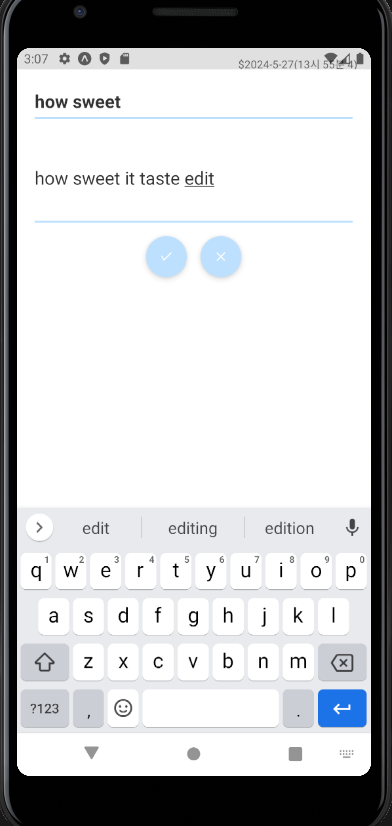 3:07
$2024-5-27(13시 55분 4)
how sweet
how sweet it taste edit
edit editing edition
q1 w2 e3 r4 t5 y6 u7 i8 o9 p0
a s d f g h j k l
z x c v b n m
?123 , .